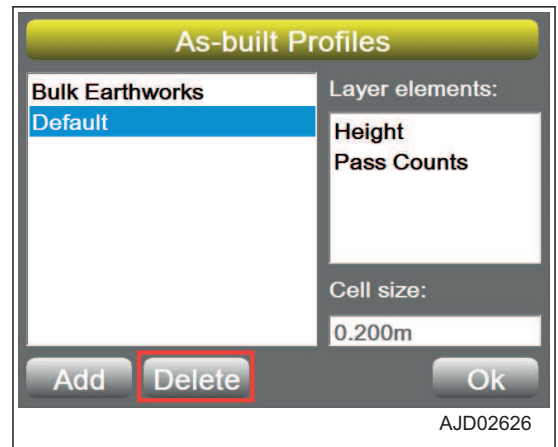 As-built Profiles
Bulk Earthworks
Default
Layer elements:
Height
Pass Counts
Cell size:
0.200m
Add
Delete
Ok
AJD02626